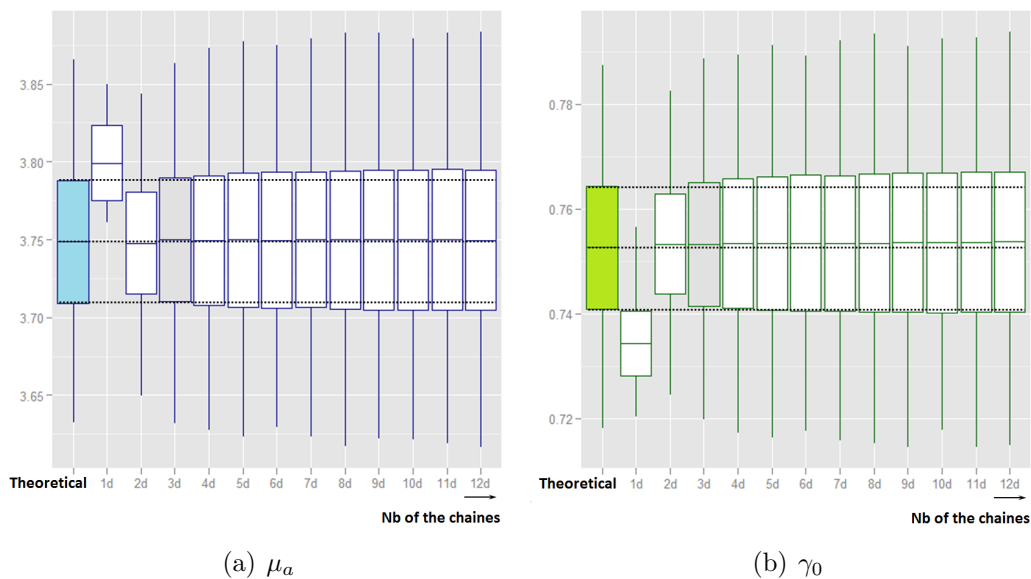 3.85
3.80
3.75
3.70
3.65
Theoretical 1d 2d 3d 4d 5d 6d 7d 8d 9d 10d 11d 12d
Nb of the chaines
(a) μₐ
0.78
0.76
0.74
0.72
Theoretical 1d 2d 3d 4d 5d 6d 7d 8d 9d 10d 11d 12d
Nb of the chaines
(b) γ₀